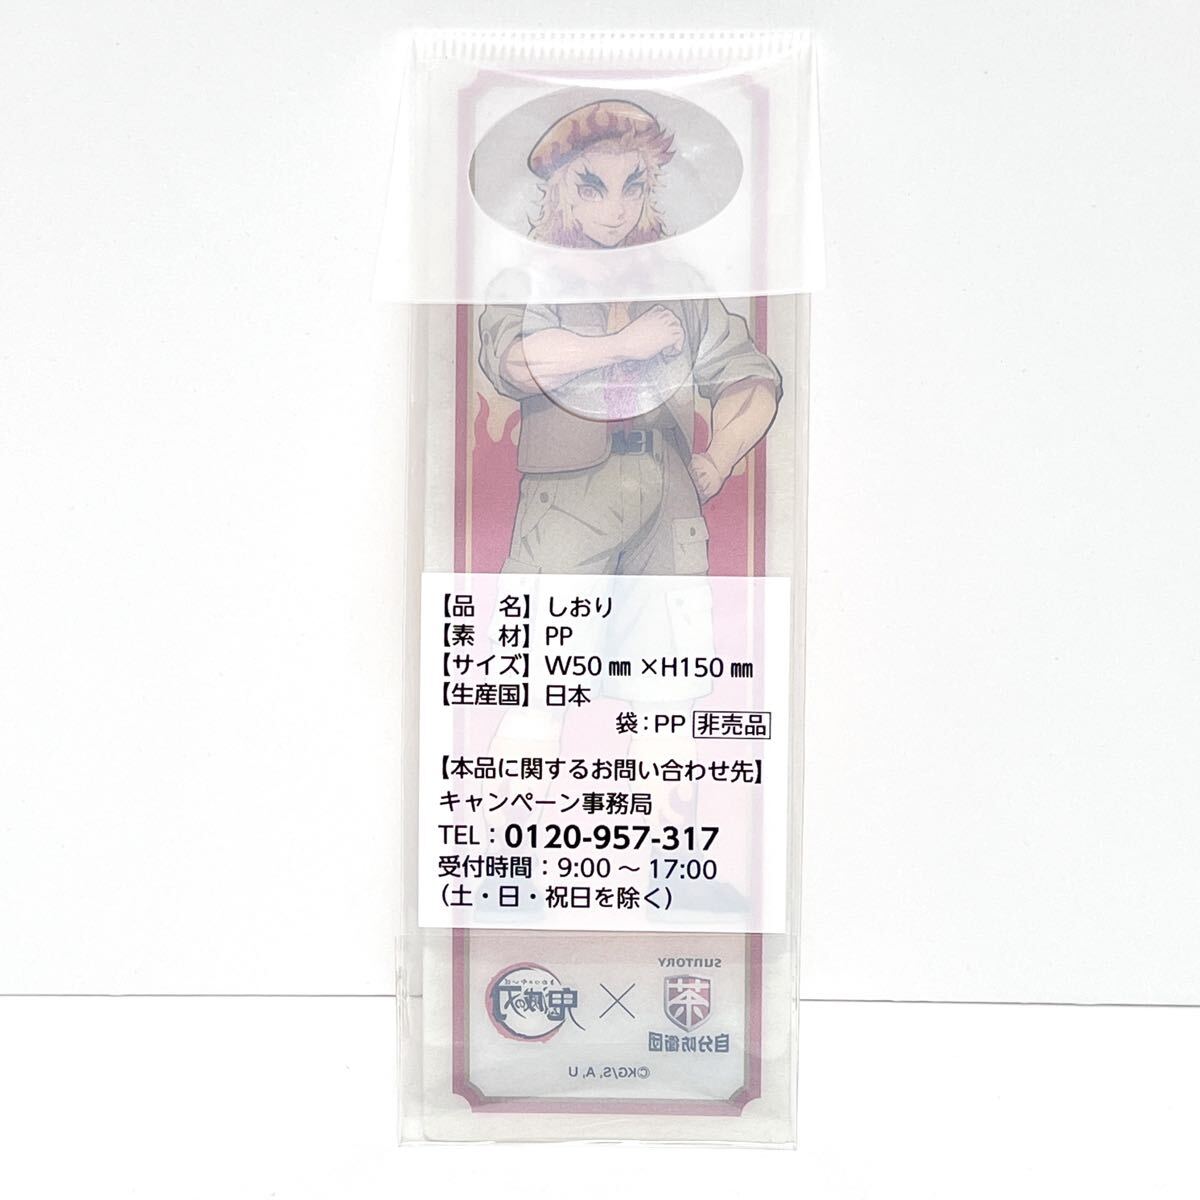 【品　名】しおり
【素　材】PP
【サイズ】W50㎜×H150㎜
【生産国】日本
袋：PP 非売品
【本品に関するお問い合わせ先】
キャンペーン事務局
TEL：0120-957-317
受付時間：9:00～17:00
（土・日・祝日を除く）
SUNTORY
鬼滅の刃 × 茶
自分防衛団
©KG/S,A,U